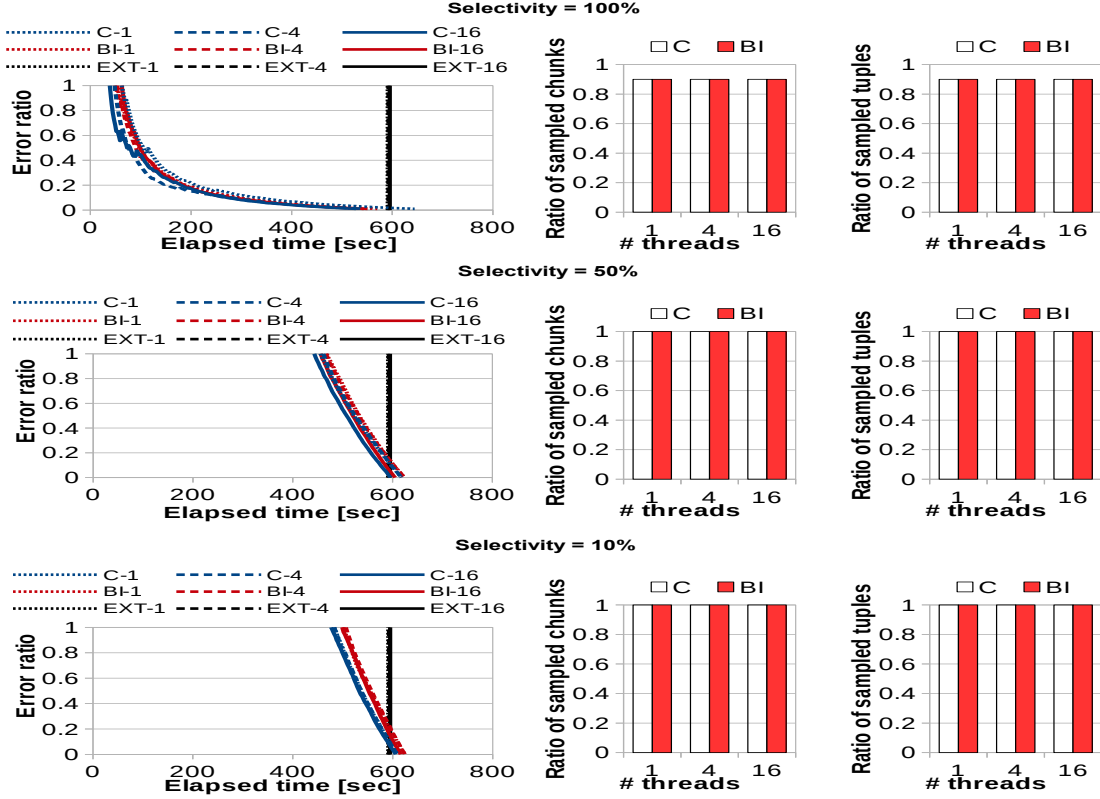 Selectivity = 100%
C-1 C-4 C-16
BI-1 BI-4 BI-16
EXT-1 EXT-4 EXT-16
Error ratio
1
0.8
0.6
0.4
0.2
0
0 200 400 600 800
Elapsed time [sec]
C BI
Ratio of sampled chunks
1
0.8
0.6
0.4
0.2
0
1 4 16
# threads
C BI
Ratio of sampled tuples
1
0.8
0.6
0.4
0.2
0
1 4 16
# threads
Selectivity = 50%
C-1 C-4 C-16
BI-1 BI-4 BI-16
EXT-1 EXT-4 EXT-16
Error ratio
1
0.8
0.6
0.4
0.2
0
0 200 400 600 800
Elapsed time [sec]
C BI
Ratio of sampled chunks
1
0.8
0.6
0.4
0.2
0
1 4 16
# threads
C BI
Ratio of sampled tuples
1
0.8
0.6
0.4
0.2
0
1 4 16
# threads
Selectivity = 10%
C-1 C-4 C-16
BI-1 BI-4 BI-16
EXT-1 EXT-4 EXT-16
Error ratio
1
0.8
0.6
0.4
0.2
0
0 200 400 600 800
Elapsed time [sec]
C BI
Ratio of sampled chunks
1
0.8
0.6
0.4
0.2
0
1 4 16
# threads
C BI
Ratio of sampled tuples
1
0.8
0.6
0.4
0.2
0
1 4 16
# threads